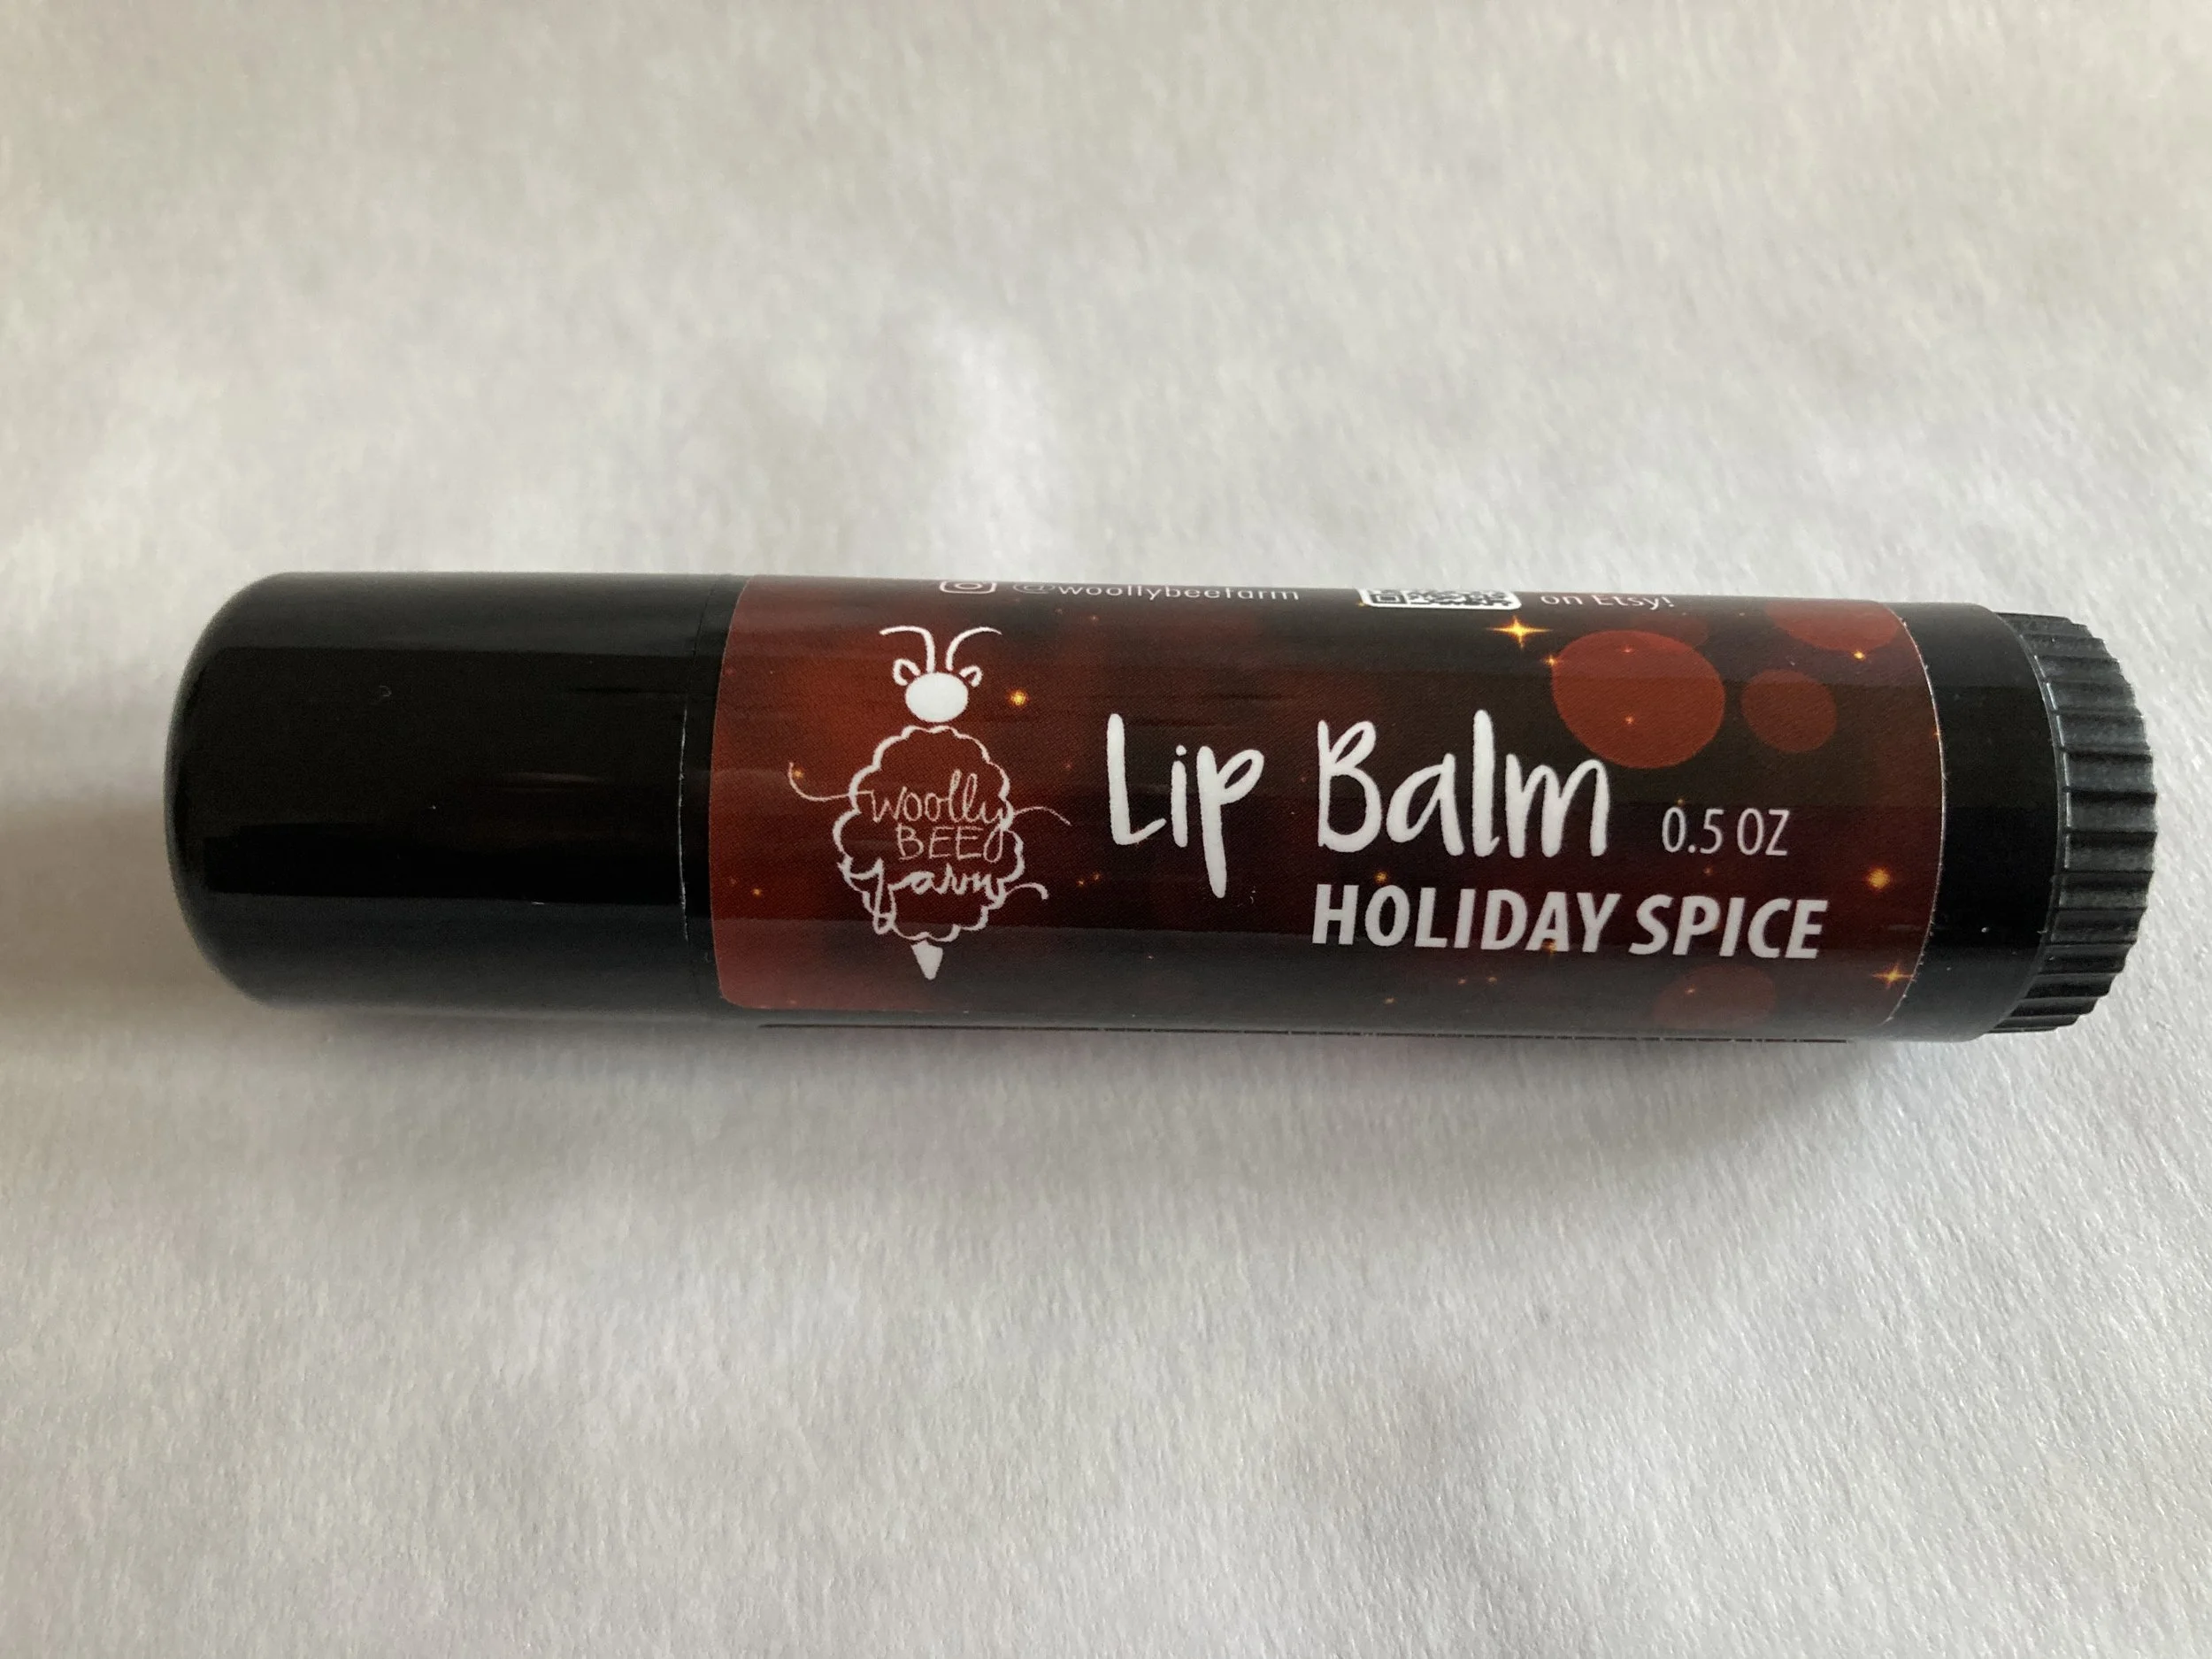 @woollybeefarm
on Etsy!
woolly
BEE
farm
Lip Balm 0.5 OZ
HOLIDAY SPICE